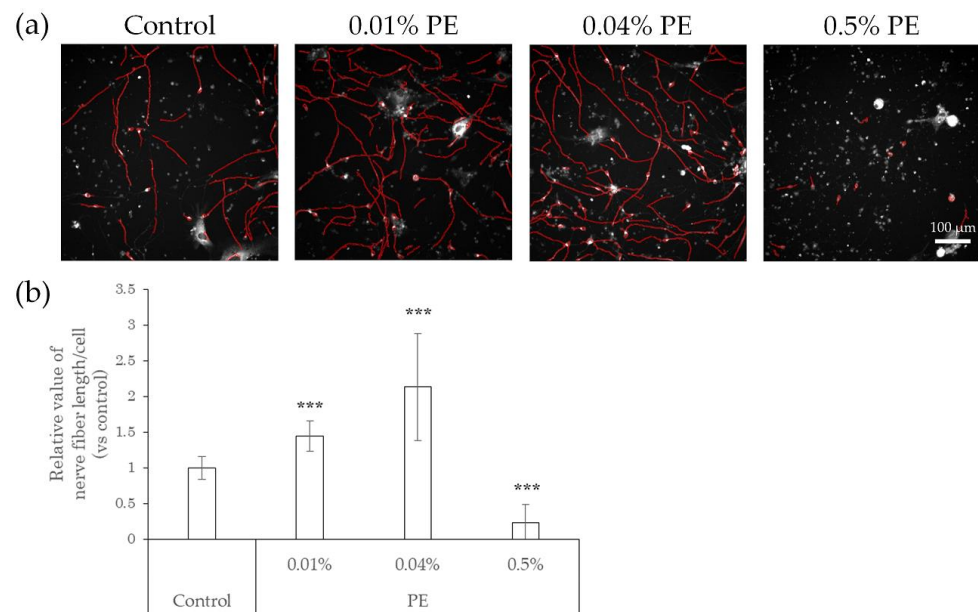 (a)
Control
0.01% PE
0.04% PE
0.5% PE
100 µm
(b)
Relative value of
nerve fiber length/cell
(vs control)
3.5
3
2.5
2
1.5
1
0.5
0
***
***
***
0.01%
0.04%
0.5%
Control
PE